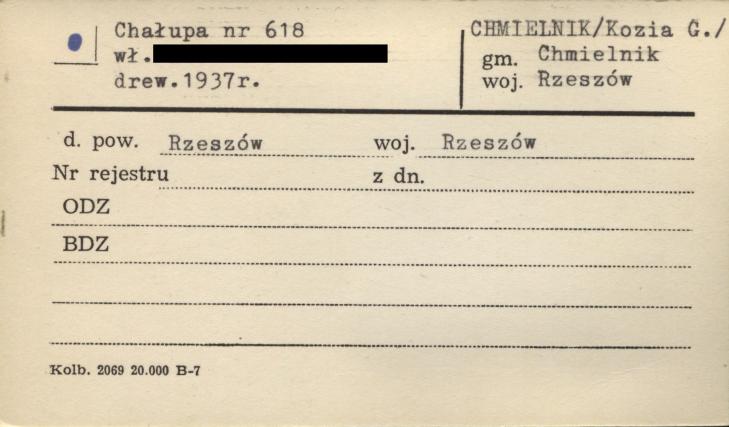 Chałupa nr 618
wł.
drew.1937r.
CHMIELNIK/Kozia G./
gm. Chmielnik
woj. Rzeszów
d. pow. Rzeszów woj. Rzeszów
Nr rejestru z dn.
ODZ
BDZ
Kolb. 2069 20.000 B-7